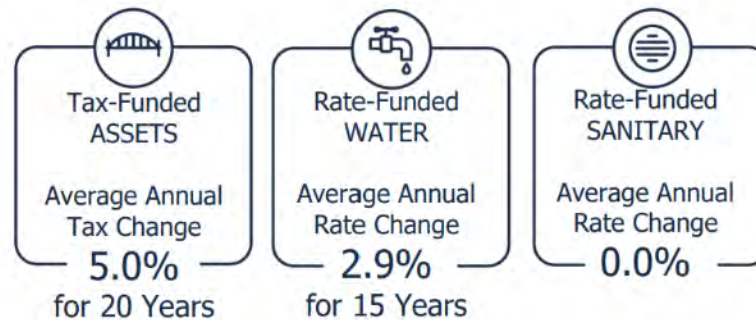 Tax-Funded
ASSETS
Average Annual
Tax Change
5.0%
for 20 Years
Rate-Funded
WATER
Average Annual
Rate Change
2.9%
for 15 Years
Rate-Funded
SANITARY
Average Annual
Rate Change
0.0%